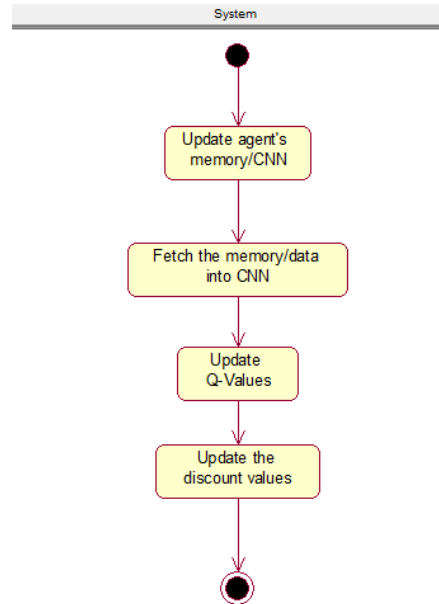 System
Update agent's
memory/CNN
Fetch the memory/data
into CNN
Update
Q-Values
Update the
discount values